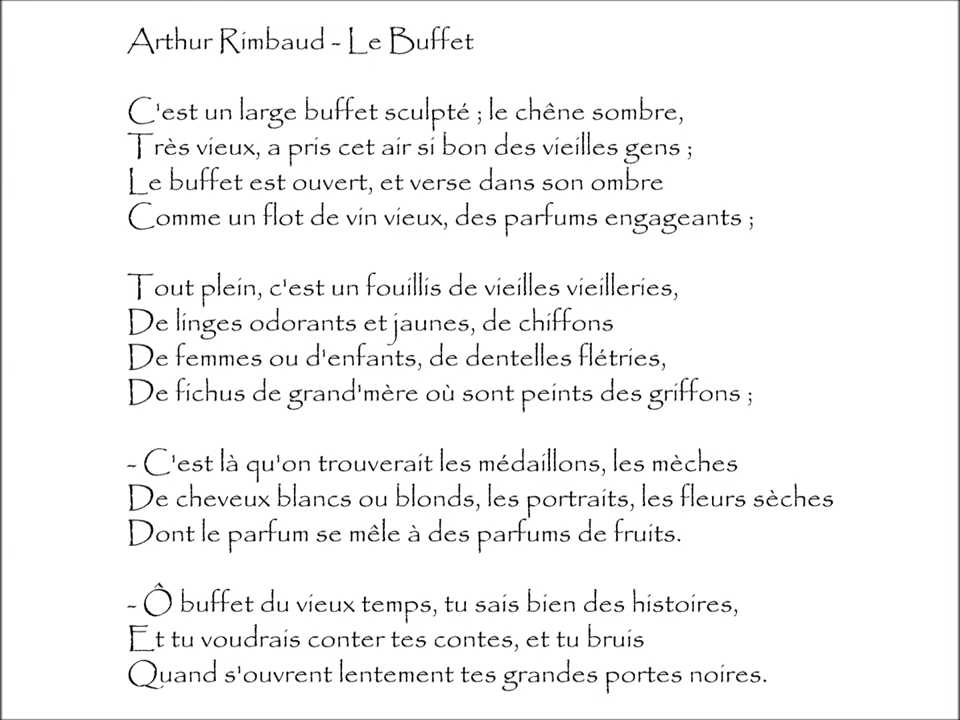 Arthur Rimbaud - Le Buffet
C'est un large buffet sculpté ; le chêne sombre,
Très vieux, a pris cet air si bon des vieilles gens ;
Le buffet est ouvert, et verse dans son ombre
Comme un flot de vin vieux, des parfums engageants ;
Tout plein, c'est un fouillis de vieilles vieilleries,
De linges odorants et jaunes, de chiffons
De femmes ou d'enfants, de dentelles flétries,
De fichus de grand'mère où sont peints des griffons ;
- C'est là qu'on trouverait les médaillons, les mèches
De cheveux blancs ou blonds, les portraits, les fleurs sèches
Dont le parfum se mêle à des parfums de fruits.
- Ô buffet du vieux temps, tu sais bien des histoires,
Et tu voudrais conter tes contes, et tu bruis
Quand s'ouvrent lentement tes grandes portes noires.